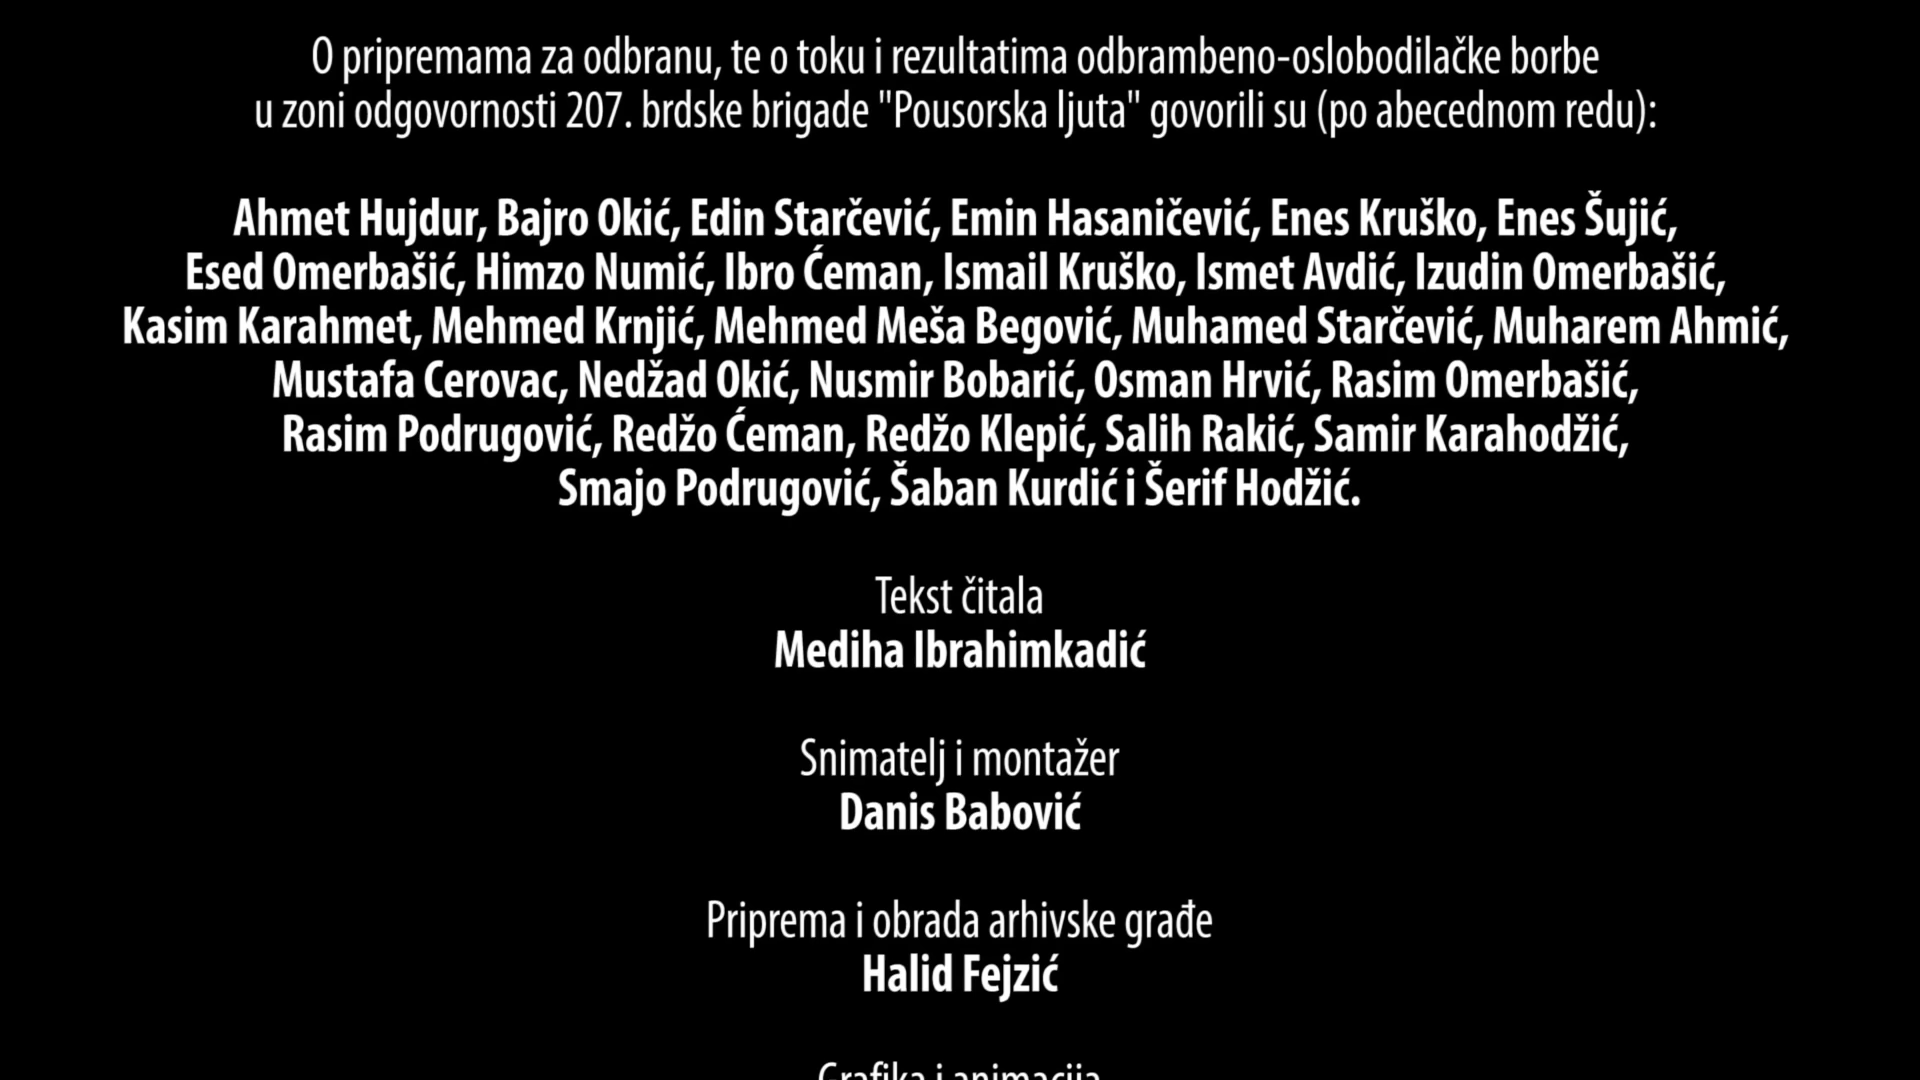 O pripremama za odbranu, te o toku i rezultatima odbrambeno-oslobodilačke borbe
u zoni odgovornosti 207. brdske brigade "Pousorska ljuta" govorili su (po abecednom redu):
Ahmet Hujdur, Bajro Okić, Edin Starčević, Emin Hasaničević, Enes Kruško, Enes Šujić,
Esed Omerbašić, Himzo Numić, Ibro Ćeman, Ismail Kruško, Ismet Avdić, Izudin Omerbašić,
Kasim Karahmet, Mehmed Krnjić, Mehmed Meša Begović, Muhamed Starčević, Muharem Ahmić,
Mustafa Cerovac, Nedžad Okić, Nusmir Bobarić, Osman Hrvić, Rasim Omerbašić,
Rasim Podrugović, Redžo Ćeman, Redžo Klepić, Salih Rakić, Samir Karahodžić,
Smajo Podrugović, Šaban Kurdić i Šerif Hodžić.
Tekst čitala
Mediha Ibrahimkadić
Snimatelj i montažer
Danis Babović
Priprema i obrada arhivske građe
Halid Fejzić
Grafika i animacija